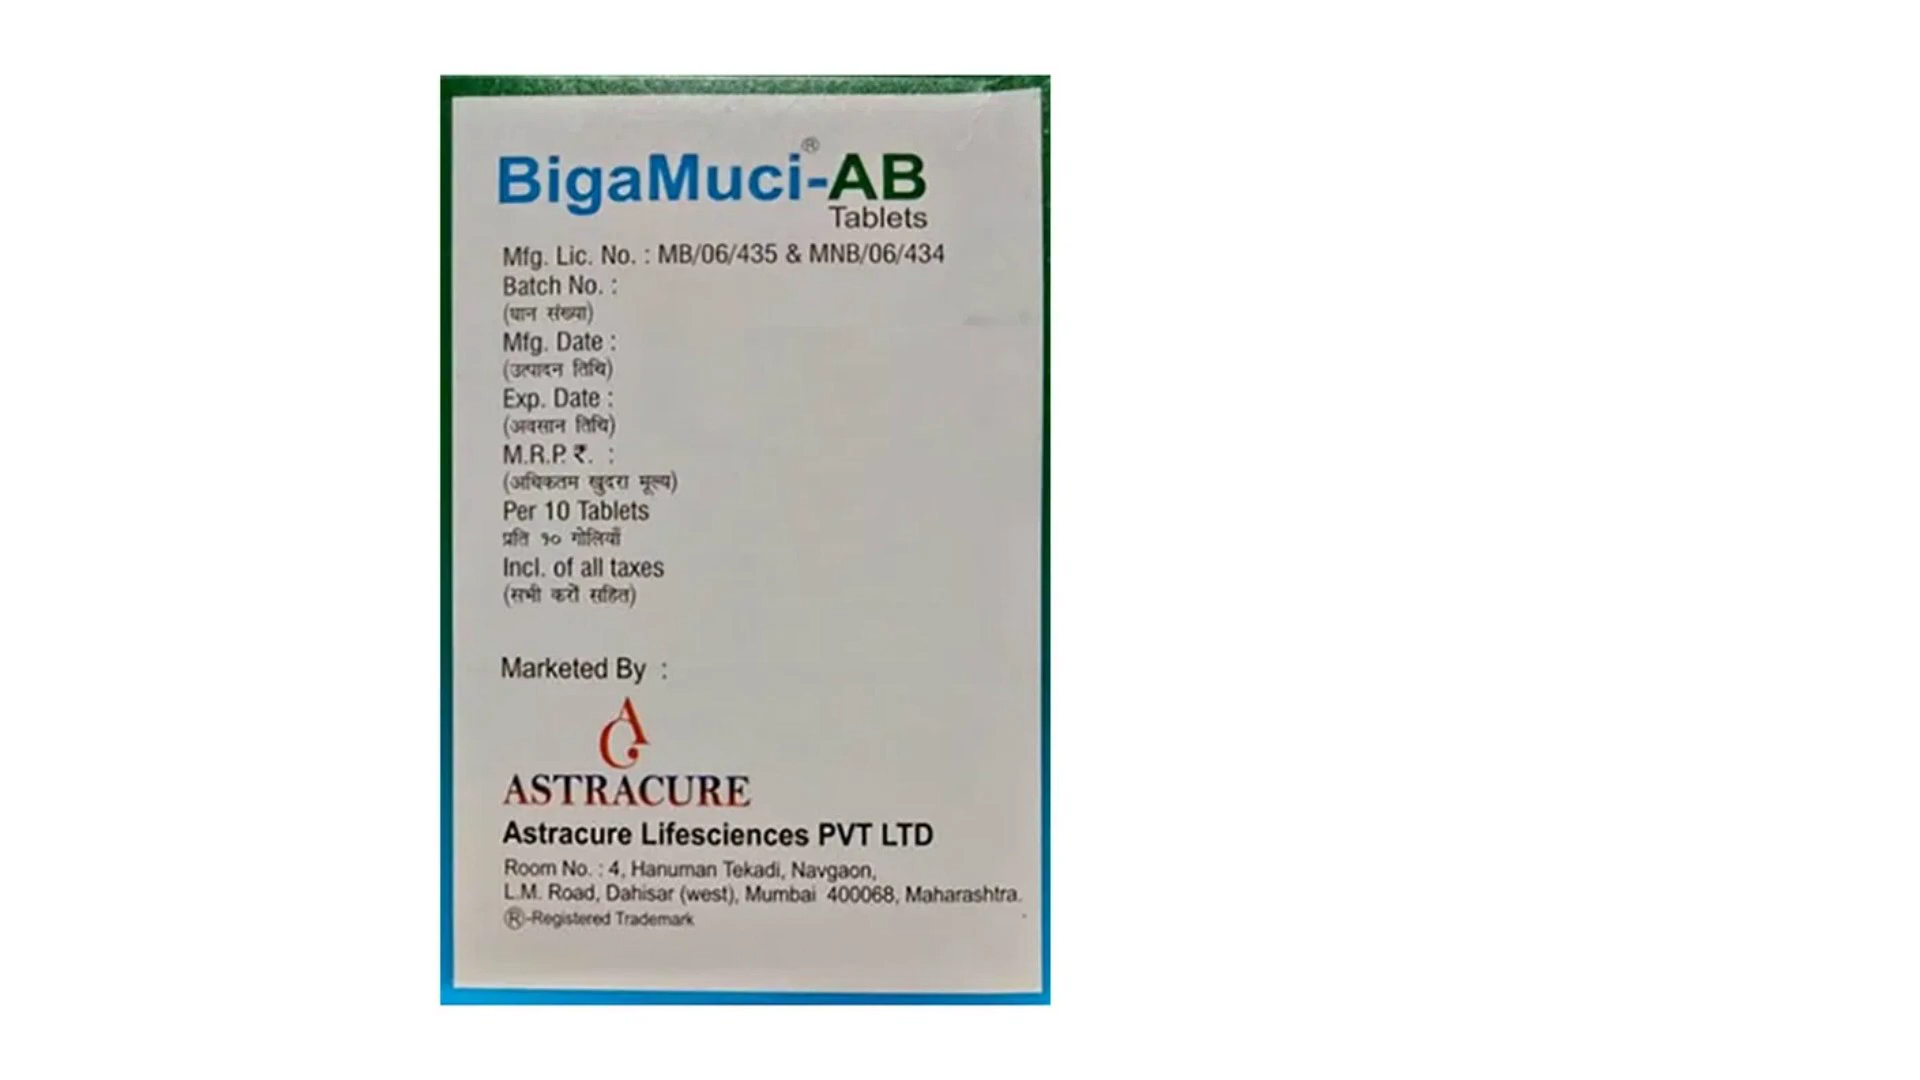 BigaMuci®-AB
Tablets
Mfg. Lic. No. : MB/06/435 & MNB/06/434
Batch No. :
(घान संख्या)
Mfg. Date :
(उत्पादन तिथि)
Exp. Date :
(अवसान तिथि)
M.R.P. ₹. :
(अधिकतम खुदरा मूल्य)
Per 10 Tablets
प्रति १० गोलियाँ
Incl. of all taxes
(सभी करों सहित)
Marketed By :
AC
ASTRACURE
Astracure Lifesciences PVT LTD
Room No. : 4, Hanuman Tekadi, Navgaon,
L.M. Road, Dahisar (west), Mumbai 400068, Maharashtra.
®-Registered Trademark